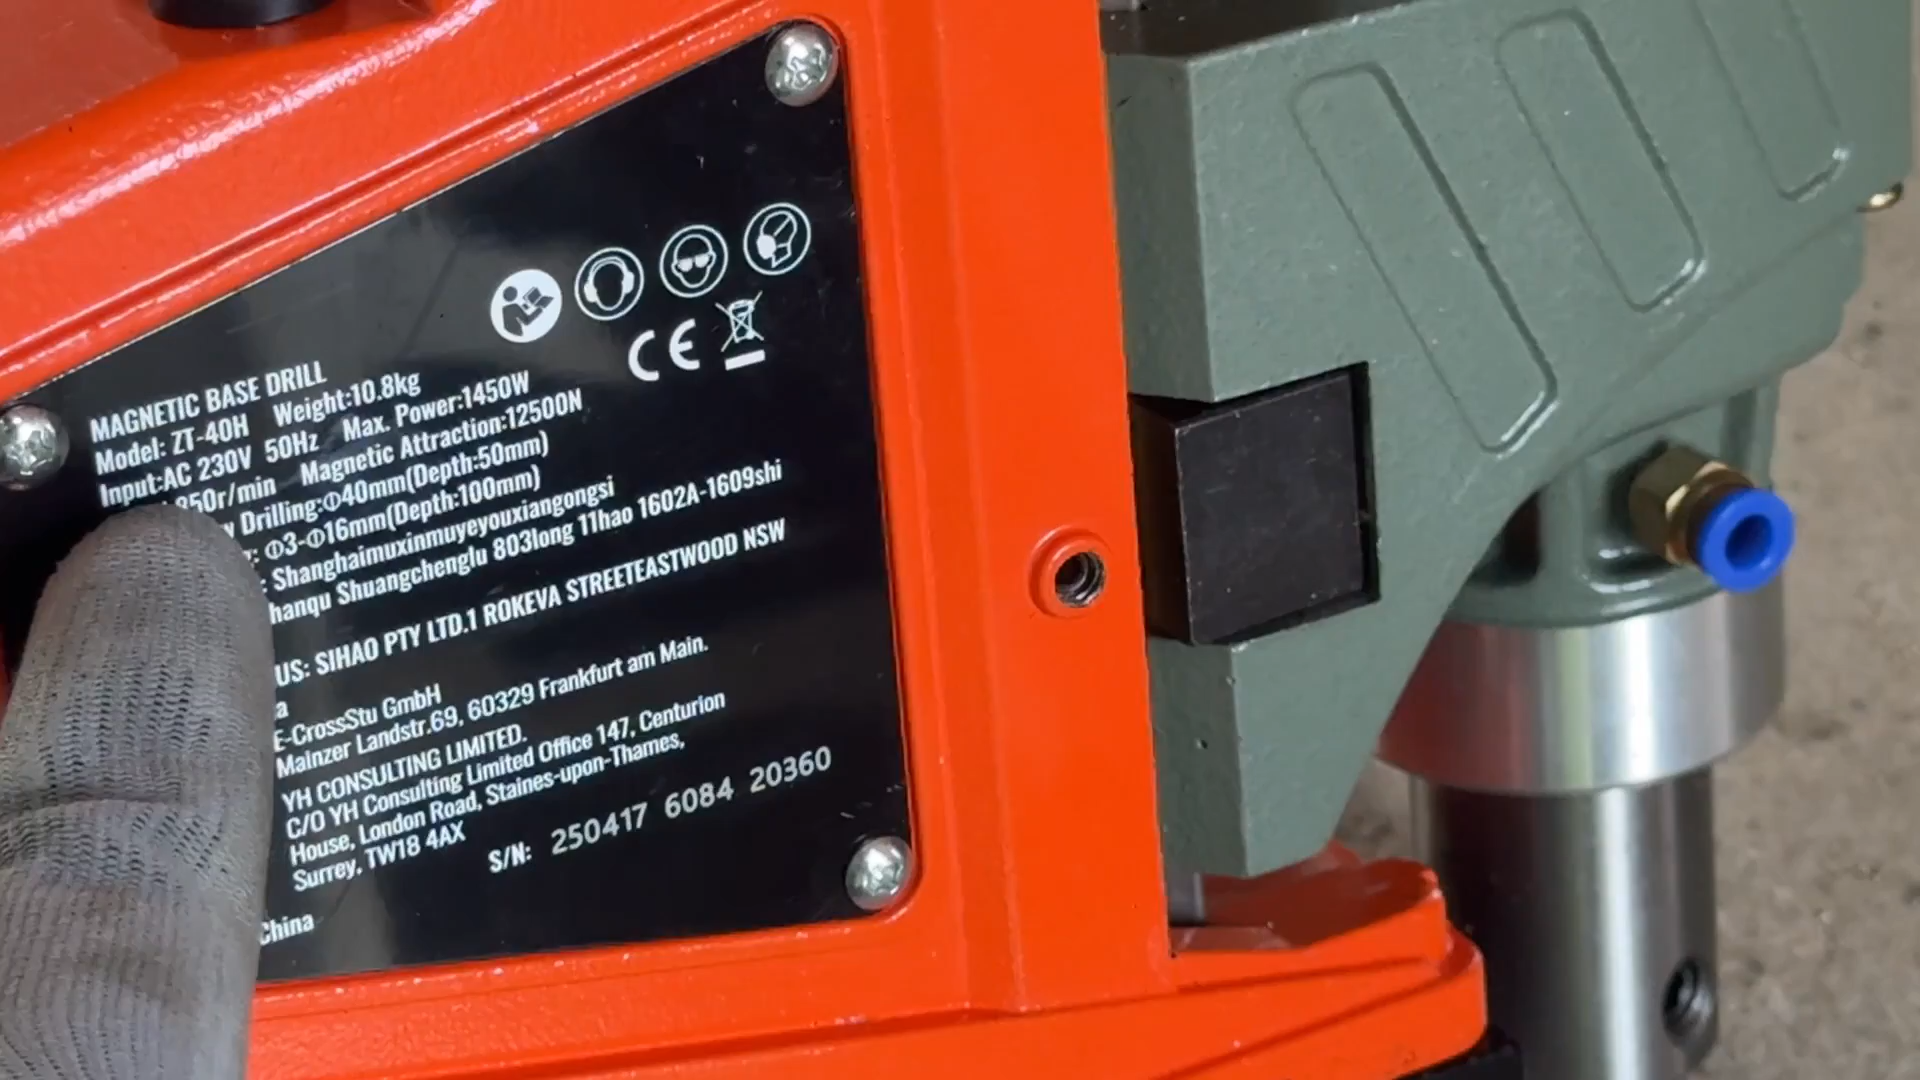 MAGNETIC BASE DRILL
Model: ZT-40H Weight:10.8kg
Input:AC 230V 50Hz Max. Power:1450W
850r/min Magnetic Attraction:12500N
Drilling:Φ40mm(Depth:50mm)
Φ3-Φ16mm(Depth:100mm)
Shanghaimuxinmuyeyouxiangongsi
Shuangchenglu 803long 11hao 1602A-1609shi
US: SIHAO PTY LTD.1 ROKEVA STREETEASTWOOD NSW
E-CrossStu GmbH
Mainzer Landstr.69, 60329 Frankfurt am Main.
YH CONSULTING LIMITED.
C/O YH Consulting Limited Office 147, Centurion
House, London Road, Staines-upon-Thames,
Surrey, TW18 4AX
S/N: 250417 6084 20360
China
CE